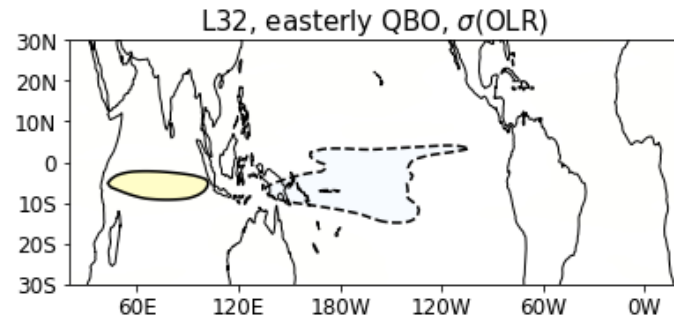 L32, easterly QBO, σ(OLR)
30N
20N
10N
0
10S
20S
30S
60E 120E 180W 120W 60W 0W